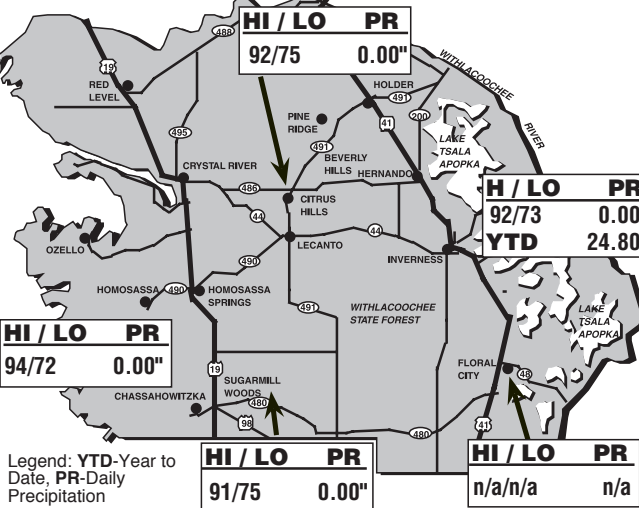 HI / LO PR
92/75 0.00"
488
19
WITHLACOOCHEE
RIVER
RED
LEVEL
HOLDER
491
200
41
PINE
RIDGE
495
491
LAKE
TSALA
APOPKA
BEVERLY
HILLS
CRYSTAL RIVER
HERNANDO
486
CITRUS
HILLS
H / LO PR
92/73 0.00
YTD 24.80
44
44
LECANTO
OZELLO
INVERNESS
490
HOMOSASSA
490
HOMOSASSA
SPRINGS
491
WITHLACOOCHEE
STATE FOREST
LAKE
TSALA
APOPKA
HI / LO PR
94/72 0.00"
19
FLORAL
CITY
48
SUGARMILL
WOODS
CHASSAHOWITZKA
480
98
41
480
Legend: YTD-Year to
Date, PR-Daily
Precipitation
HI / LO PR
91/75 0.00"
HI / LO PR
n/a/n/a n/a